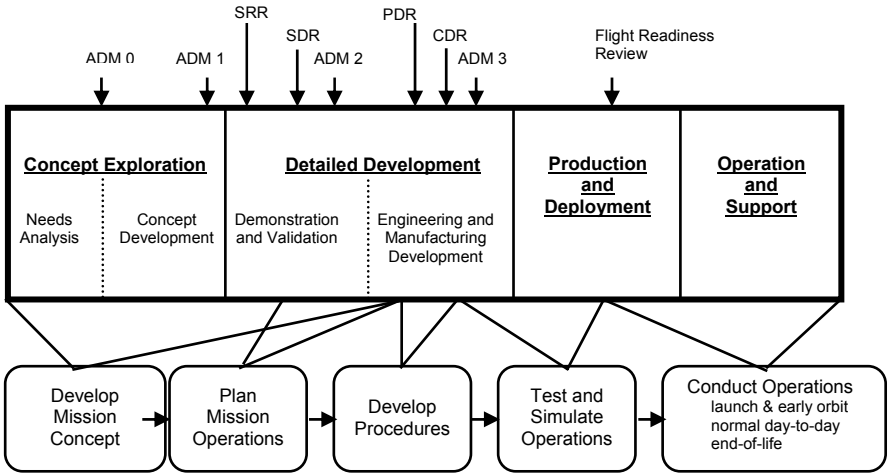 SRR
PDR
SDR
CDR
Flight Readiness
Review
ADM 0
ADM 1
ADM 2
ADM 3
Concept Exploration
Detailed Development
Production
and
Deployment
Operation
and
Support
Needs
Analysis
Concept
Development
Demonstration
and Validation
Engineering and
Manufacturing
Development
Develop
Mission
Concept
Plan
Mission
Operations
Develop
Procedures
Test and
Simulate
Operations
Conduct Operations
launch & early orbit
normal day-to-day
end-of-life